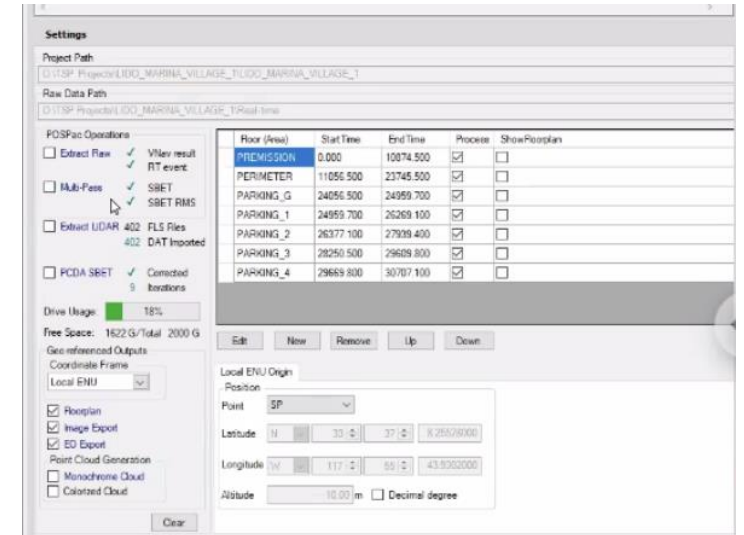 Settings
Project Path
D:\TSP Projects\LIDO_MARINA_VILLAGE_1\LIDO_MARINA_VILLAGE_1
Raw Data Path
D:\TSP Projects\LIDO_MARINA_VILLAGE_1\Real-time
POSPac Operations
Extract Raw VNav result
RT event
Multi-Pass SBET
SBET RMS
Extract LiDAR 402 FLS Files
402 DAT Imported
PCDA SBET Corrected
9 Iterations
Drive Usage: 18%
Free Space: 1622 G/Total 2000 G
Floor (Area) Start Time End Time Process Show Floorplan
PREMISSION 0.000 10874.500
PERIMETER 11056.500 23745.500
PARKING_G 24056.500 24959.700
PARKING_1 24959.700 26269.100
PARKING_2 26377.100 27939.400
PARKING_3 28250.500 29609.800
PARKING_4 29669.800 30707.100
Edit New Remove Up Down
Geo-referenced Outputs
Coordinate Frame
Local ENU
Floorplan
Image Export
EO Export
Point Cloud Generation
Monochrome Cloud
Colorized Cloud
Clear
Local ENU Origin
Position
Point SP
Latitude N 33 37
Longitude W 117 55
Altitude 10.00 m Decimal degree